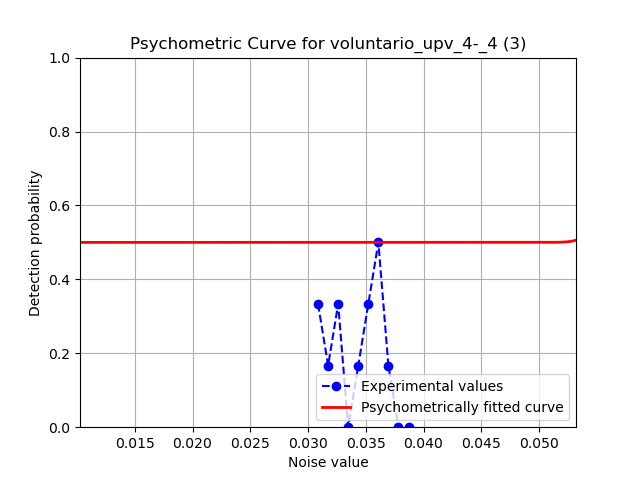 Psychometric Curve for voluntario_upv_4-_4 (3)
1.0
0.8
0.6
0.4
0.2
0.0
Detection probability
Experimental values
Psychometrically fitted curve
0.015 0.020 0.025 0.030 0.035 0.040 0.045 0.050
Noise value